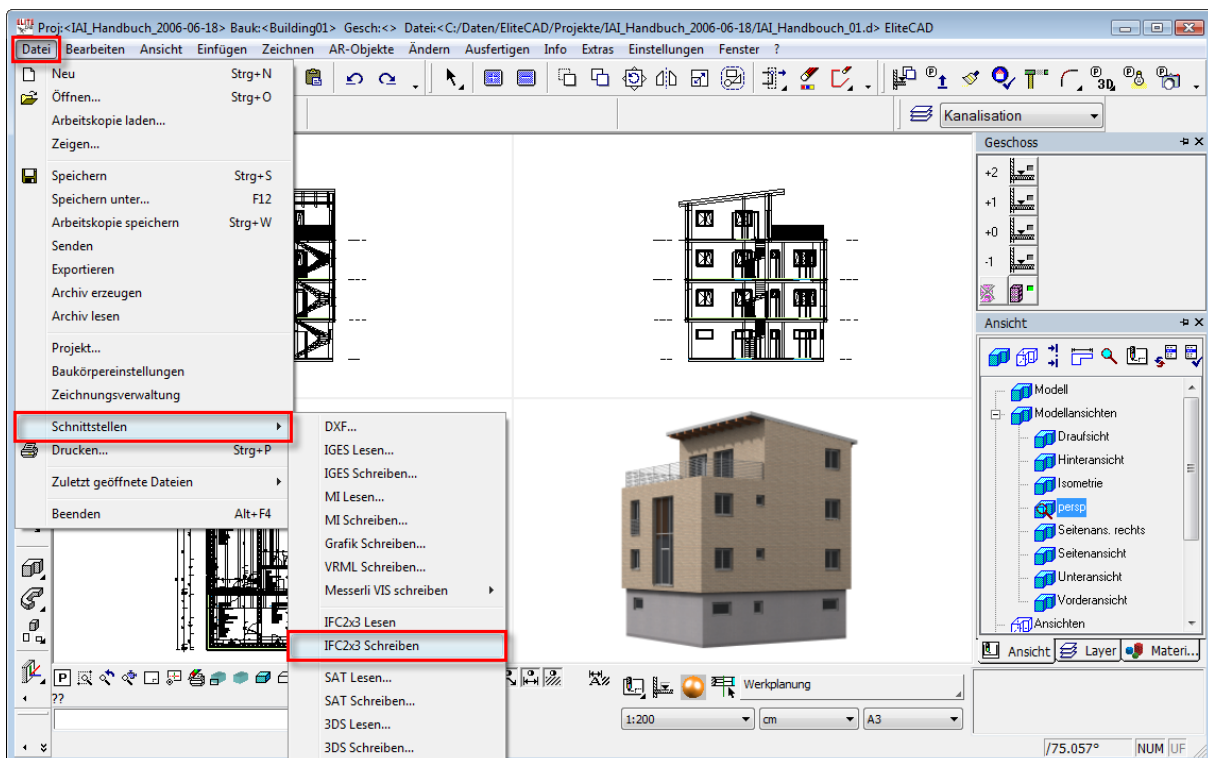 Proj:<IAI_Handbuch_2006-06-18> Bauk:<Building01> Gesch:<> Datei:<C:/Daten/EliteCAD/Projekte/IAI_Handbuch_2006-06-18/IAI_Handbouch_01.d> EliteCAD
Datei Bearbeiten Ansicht Einfügen Zeichnen AR-Objekte Ändern Ausfertigen Info Extras Einstellungen Fenster ?
Neu Strg+N
Öffnen... Strg+O
Arbeitskopie laden...
Zeigen...
Speichern Strg+S
Speichern unter... F12
Arbeitskopie speichern Strg+W
Senden
Exportieren
Archiv erzeugen
Archiv lesen
Projekt...
Baukörpereinstellungen
Zeichnungsverwaltung
Schnittstellen
Drucken... Strg+P
Zuletzt geöffnete Dateien
Beenden Alt+F4
DXF...
IGES Lesen...
IGES Schreiben...
MI Lesen...
MI Schreiben...
Grafik Schreiben...
VRML Schreiben...
Messerli VIS schreiben
IFC2x3 Lesen
IFC2x3 Schreiben
SAT Lesen...
SAT Schreiben...
3DS Lesen...
3DS Schreiben...
Kanalisation
Geschoss
+2
+1
+0
-1
Ansicht
Modell
Modellansichten
Draufsicht
Hinteransicht
Isometrie
persp
Seitenans. rechts
Seitenansicht
Unteransicht
Vorderansicht
Ansichten
Ansicht Layer Materi...
??
Werkplanung
1:200 cm A3
/75.057° NUM UF